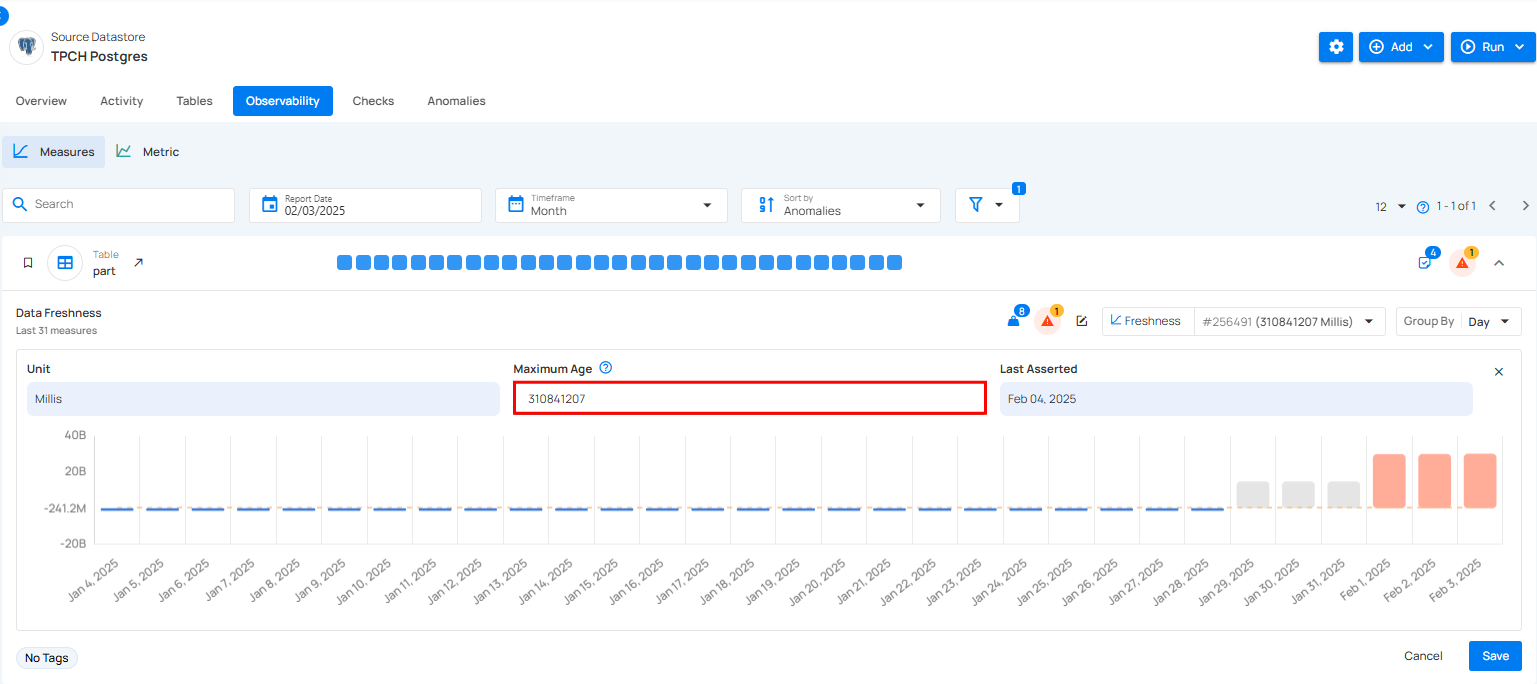 Source Datastore
TPCH Postgres
Add
Run
Overview
Activity
Tables
Observability
Checks
Anomalies
Measures
Metric
Search
Report Date
02/03/2025
Timeframe
Month
Sort by
Anomalies
1
12
1 - 1 of 1
Table
part
4
1
Data Freshness
Last 31 measures
8
1
Freshness
#256491 (310841207 Millis)
Group By
Day
Unit
Maximum Age
Last Asserted
Millis
310841207
Feb 04, 2025
40B
20B
-241.2M
-20B
Jan 4, 2025
Jan 5, 2025
Jan 6, 2025
Jan 7, 2025
Jan 8, 2025
Jan 9, 2025
Jan 10, 2025
Jan 11, 2025
Jan 12, 2025
Jan 13, 2025
Jan 14, 2025
Jan 15, 2025
Jan 16, 2025
Jan 17, 2025
Jan 18, 2025
Jan 19, 2025
Jan 20, 2025
Jan 21, 2025
Jan 22, 2025
Jan 23, 2025
Jan 24, 2025
Jan 25, 2025
Jan 26, 2025
Jan 27, 2025
Jan 28, 2025
Jan 29, 2025
Jan 30, 2025
Jan 31, 2025
Feb 1, 2025
Feb 2, 2025
Feb 3, 2025
No Tags
Cancel
Save